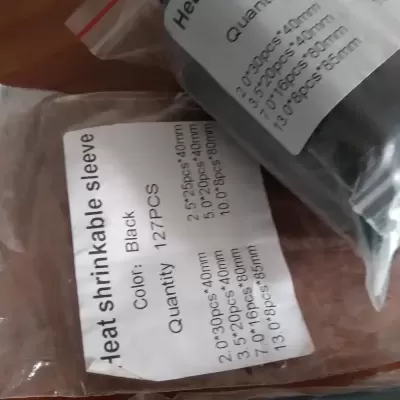 Heat shrinkable sleeve
Color: Black
Quantity 127PCS
2.0*30pcs*40mm 2.5*25pcs*40mm
3.5*20pcs*40mm 5.0*20pcs*40mm
7.0*16pcs*80mm 10.0*8pcs*80mm
13.0*8pcs*85mm
Heat
Quantity
2.0*30pcs*40mm
3.5*20pcs*40mm
7.0*16pcs*80mm
13.0*8pcs*85mm